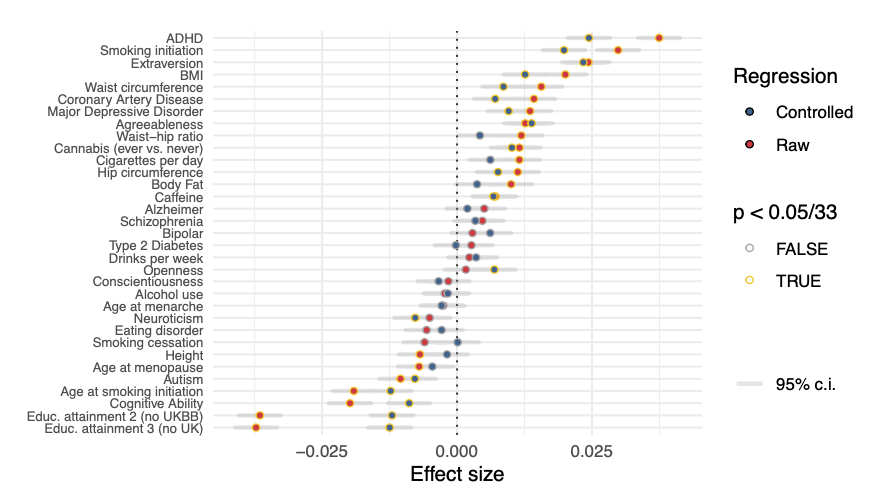 ADHD
Smoking initiation
Extraversion
BMI
Waist circumference
Coronary Artery Disease
Major Depressive Disorder
Agreeableness
Waist−hip ratio
Cannabis (ever vs. never)
Cigarettes per day
Hip circumference
Body Fat
Caffeine
Alzheimer
Schizophrenia
Bipolar
Type 2 Diabetes
Drinks per week
Openness
Conscientiousness
Alcohol use
Age at menarche
Neuroticism
Eating disorder
Smoking cessation
Height
Age at menopause
Autism
Age at smoking initiation
Cognitive Ability
Educ. attainment 2 (no UKBB)
Educ. attainment 3 (no UK)
−0.025 0.000 0.025
Effect size
Regression
Controlled
Raw
p < 0.05/33
FALSE
TRUE
95% c.i.